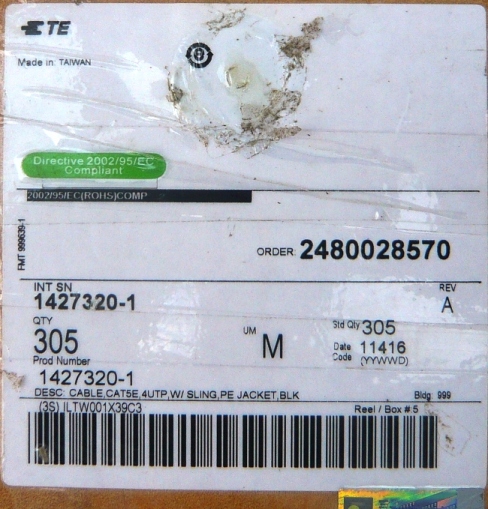 TE
Made in: TAIWAN
Directive 2002/95/EC
Compliant
2002/95/EC(ROHS)COMP
FMT 999639-1
ORDER: 2480028570
INT SN
1427320-1
REV
A
QTY
305
UM
M
Std Qty 305
Date 11416
Code (YYWWD)
Prod Number
1427320-1
DESC: CABLE,CAT5E,4UTP,W/ SLING,PE JACKET,BLK
Bldg 999
(3S) ILTW001X39C3
Reel / Box # 5